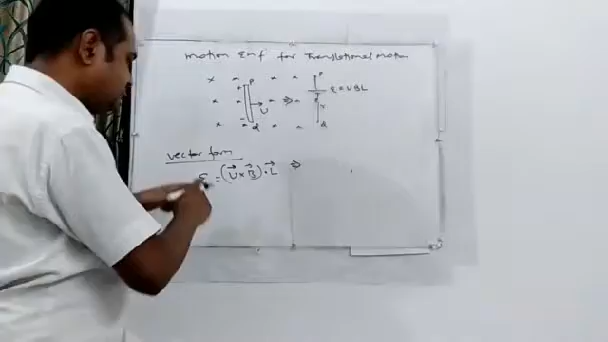 motion Emf for Translational motion
P P
ε = VBL
V r
Q Q
vector form
ε = (V⃗ × B⃗) · L⃗ ⇒